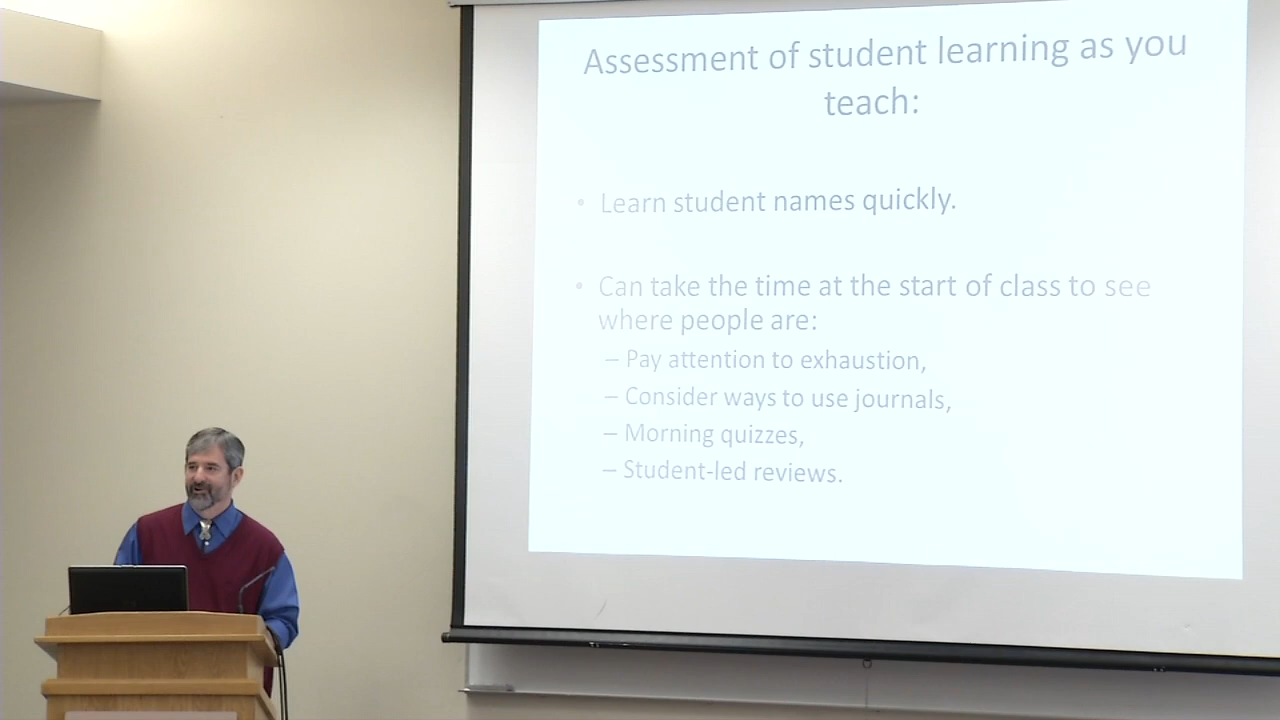 Assessment of student learning as you
teach:
• Learn student names quickly.
• Can take the time at the start of class to see
where people are:
– Pay attention to exhaustion,
– Consider ways to use journals,
– Morning quizzes,
– Student-led reviews.